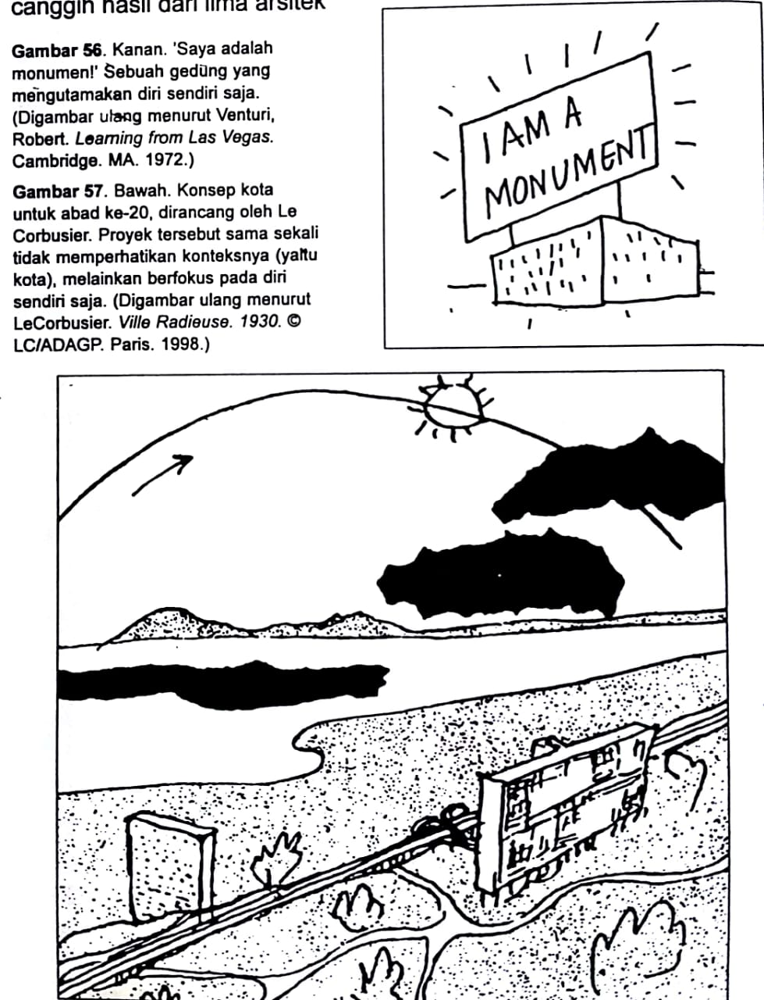 canggih hasil dari lima arsitek
Gambar 56. Kanan. 'Saya adalah
monumen!' Sebuah gedung yang
mengutamakan diri sendiri saja.
(Digambar ulang menurut Venturi,
Robert. Learning from Las Vegas.
Cambridge. MA. 1972.)
Gambar 57. Bawah. Konsep kota
untuk abad ke-20, dirancang oleh Le
Corbusier. Proyek tersebut sama sekali
tidak memperhatikan konteksnya (yaitu
kota), melainkan berfokus pada diri
sendiri saja. (Digambar ulang menurut
LeCorbusier. Ville Radieuse. 1930. ©
LC/ADAGP. Paris. 1998.)
I AM A
MONUMENT